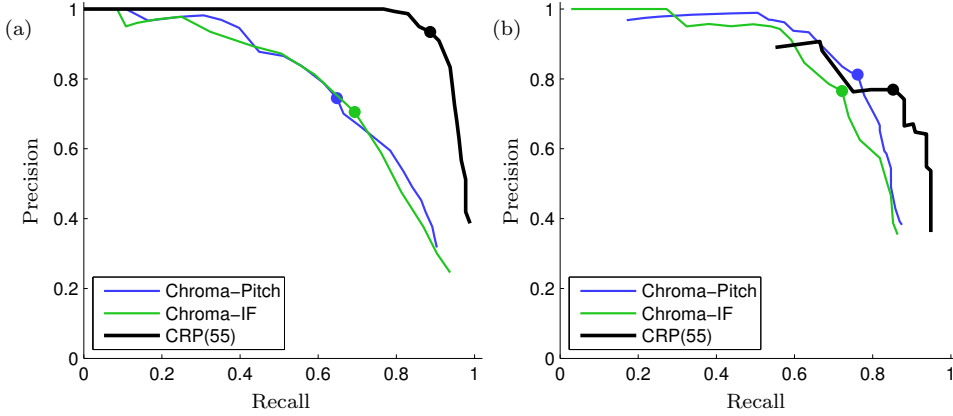 (a)
1
0.8
0.6
0.4
0.2
0
Precision
Chroma−Pitch
Chroma−IF
CRP(55)
0 0.2 0.4 0.6 0.8 1
Recall
(b)
1
0.8
0.6
0.4
0.2
0
Precision
Chroma−Pitch
Chroma−IF
CRP(55)
0 0.2 0.4 0.6 0.8 1
Recall